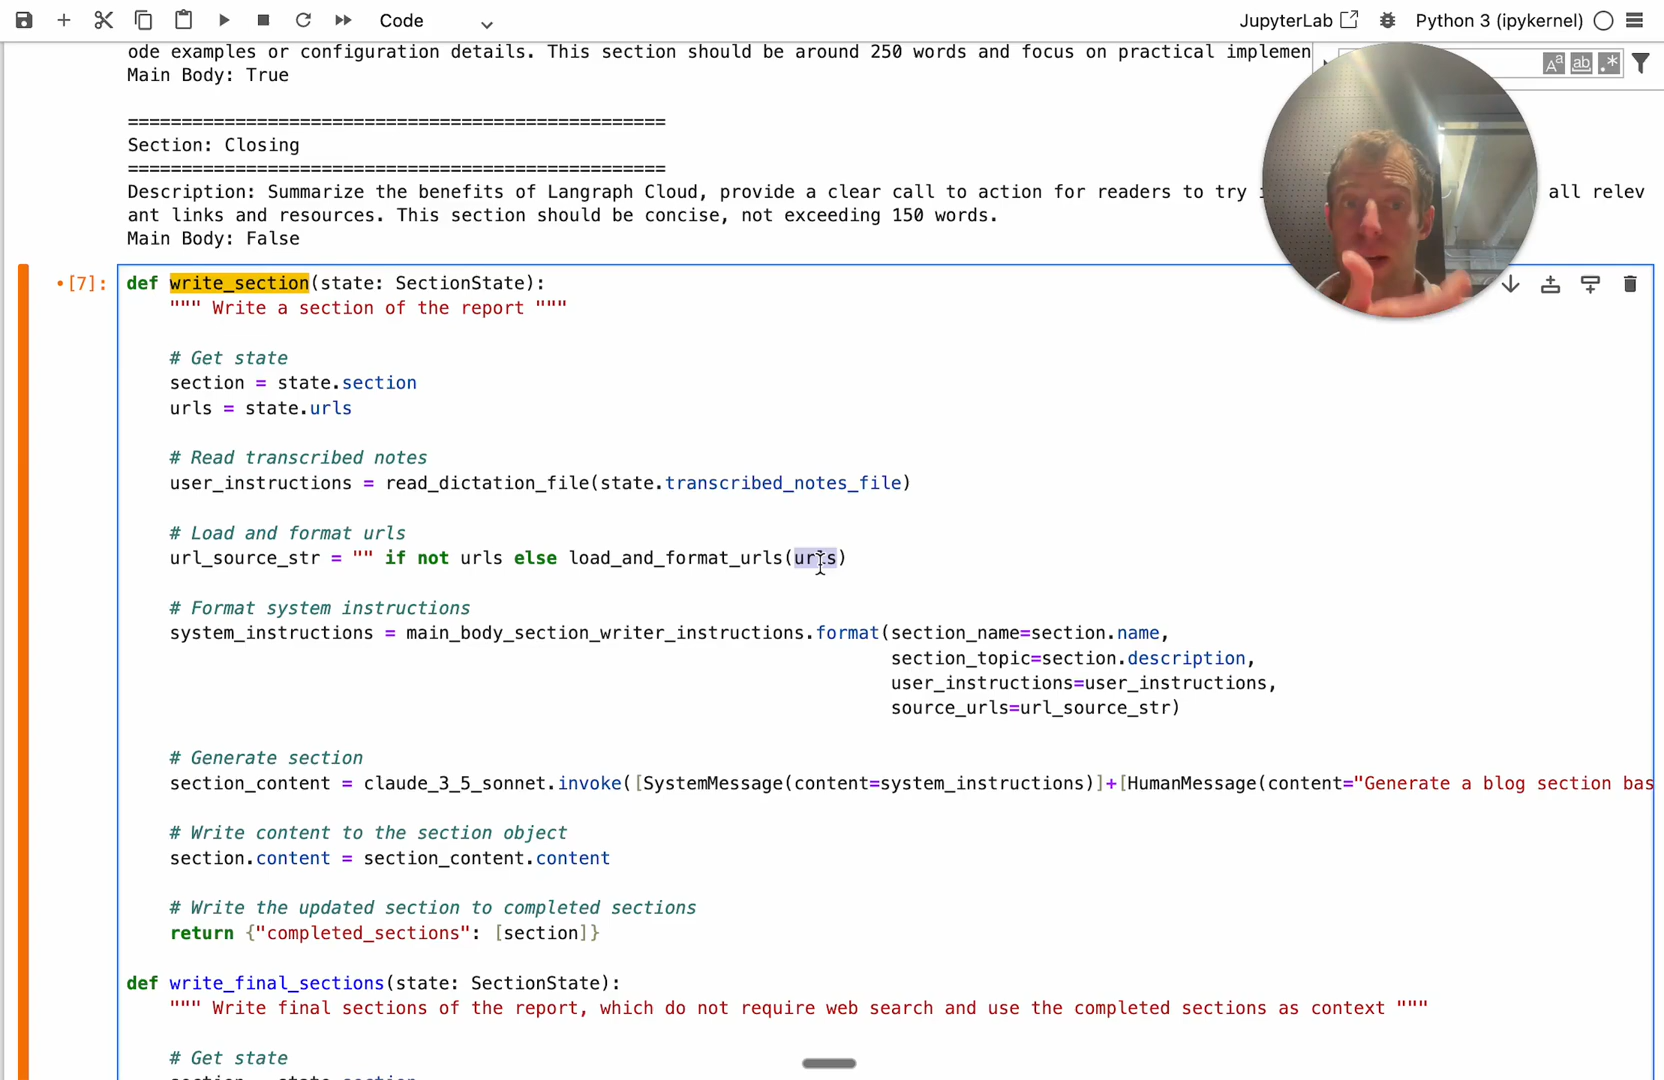 Code
JupyterLab
Python 3 (ipykernel)
ode examples or configuration details. This section should be around 250 words and focus on practical implemen
Main Body: True
==================================================
Section: Closing
==================================================
Description: Summarize the benefits of Langraph Cloud, provide a clear call to action for readers to try all relev
ant links and resources. This section should be concise, not exceeding 150 words.
Main Body: False
[7]:
def write_section(state: SectionState):
""" Write a section of the report """
# Get state
section = state.section
urls = state.urls
# Read transcribed notes
user_instructions = read_dictation_file(state.transcribed_notes_file)
# Load and format urls
url_source_str = "" if not urls else load_and_format_urls(urls)
# Format system instructions
system_instructions = main_body_section_writer_instructions.format(section_name=section.name,
section_topic=section.description,
user_instructions=user_instructions,
source_urls=url_source_str)
# Generate section
section_content = claude_3_5_sonnet.invoke([SystemMessage(content=system_instructions)]+[HumanMessage(content="Generate a blog section bas
# Write content to the section object
section.content = section_content.content
# Write the updated section to completed sections
return {"completed_sections": [section]}
def write_final_sections(state: SectionState):
""" Write final sections of the report, which do not require web search and use the completed sections as context """
# Get state